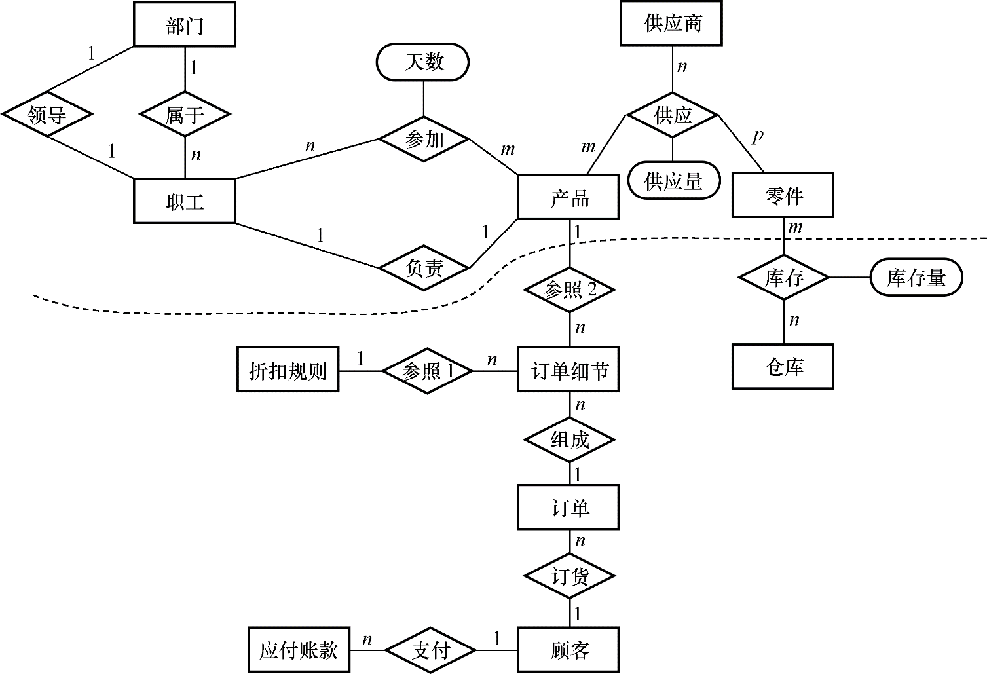 部门
供应商
1
1
天数
n
领导
属于
供应
n
参加
m
m
p
1
n
供应量
职工
产品
零件
1
1
1
m
负责
参照2
库存
库存量
n
n
折扣规则
1
参照1
n
订单细节
仓库
n
组成
1
订单
n
订货
1
应付账款
n
支付
1
顾客